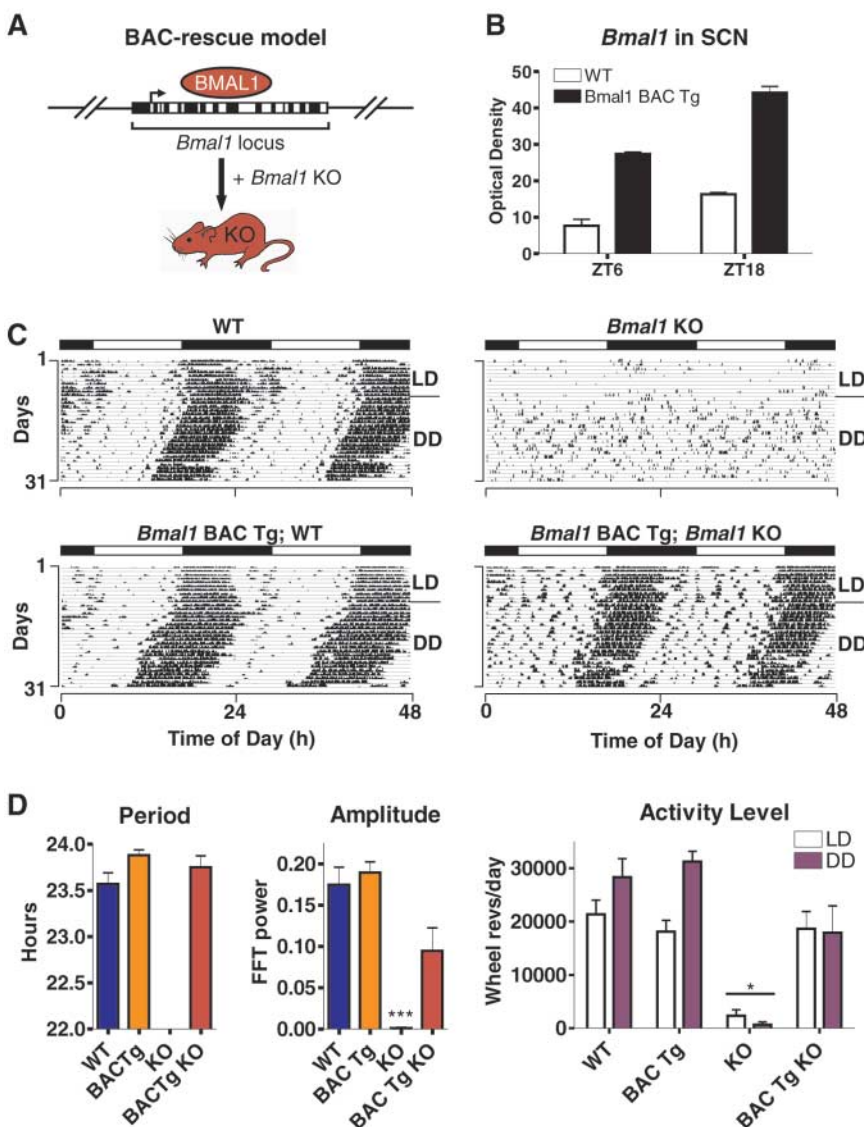 A
BAC-rescue model
BMAL1
Bmal1 locus
+ Bmal1 KO
KO
B
Bmal1 in SCN
WT
Bmal1 BAC Tg
Optical Density
50
40
30
20
10
0
ZT6
ZT18
C
WT
1
Days
31
LD
DD
0
24
48
Bmal1 KO
LD
DD
Bmal1 BAC Tg; WT
1
Days
31
LD
DD
0
24
48
Time of Day (h)
Bmal1 BAC Tg; Bmal1 KO
LD
DD
0
24
48
Time of Day (h)
D
Period
Hours
24.0
23.5
23.0
22.5
22.0
WT
BACTg
KO
BACTg KO
Amplitude
FFT power
0.20
0.15
0.10
0.05
0.00
***
WT
BAC Tg
KO
BAC Tg KO
Activity Level
LD
DD
Wheel revs/day
30000
20000
10000
0
*
WT
BAC Tg
KO
BAC Tg KO